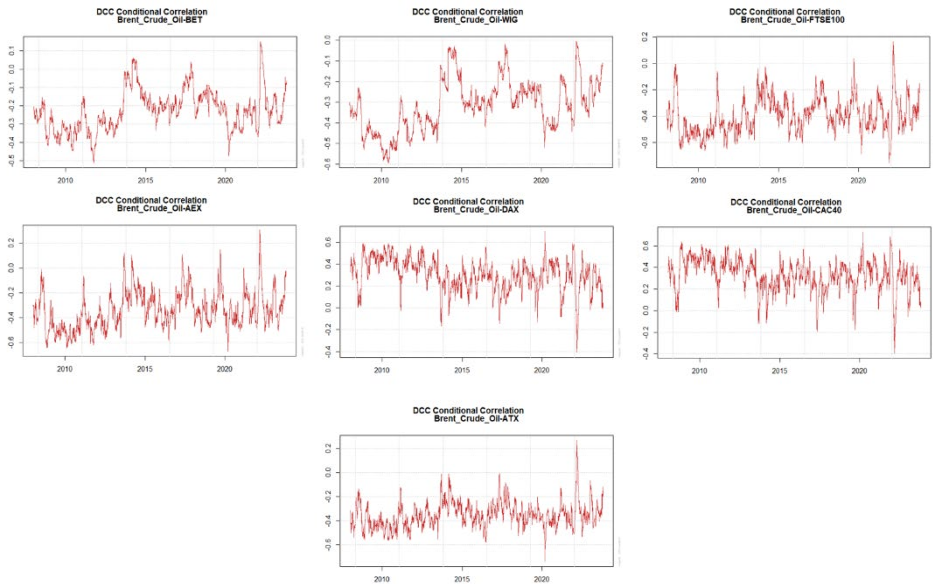 DCC Conditional Correlation
Brent_Crude_Oil-BET
0.1
0.0
-0.1
-0.2
-0.3
-0.4
-0.5
2010 2015 2020
DCC Conditional Correlation
Brent_Crude_Oil-WIG
0.0
-0.1
-0.2
-0.3
-0.4
-0.5
-0.6
2010 2015 2020
DCC Conditional Correlation
Brent_Crude_Oil-FTSE100
0.2
0.0
-0.2
-0.4
-0.6
2010 2015 2020
DCC Conditional Correlation
Brent_Crude_Oil-AEX
0.2
0.0
-0.2
-0.4
-0.6
2010 2015 2020
DCC Conditional Correlation
Brent_Crude_Oil-DAX
0.6
0.4
0.2
0.0
-0.2
-0.4
2010 2015 2020
DCC Conditional Correlation
Brent_Crude_Oil-CAC40
0.6
0.4
0.2
0.0
-0.2
-0.4
2010 2015 2020
DCC Conditional Correlation
Brent_Crude_Oil-ATX
0.2
0.0
-0.2
-0.4
-0.6
2010 2015 2020